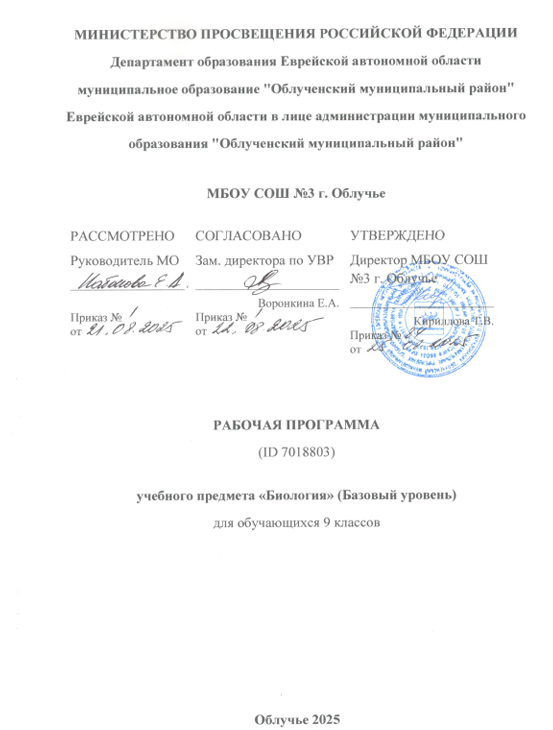 МИНИСТЕРСТВО ПРОСВЕЩЕНИЯ РОССИЙСКОЙ ФЕДЕРАЦИИ
Департамент образования Еврейской автономной области
муниципальное образование "Облученский муниципальный район"
Еврейской автономной области в лице администрации муниципального
образования "Облученский муниципальный район"
МБОУ СОШ №3 г. Облучье
РАССМОТРЕНО СОГЛАСОВАНО УТВЕРЖДЕНО
Руководитель МО Зам. директора по УВР Директор МБОУ СОШ
№3 г. Облучье
Воронкина Е.А.
Кириллова Т.В.
Приказ № 1 Приказ № 1 Приказ №
от 21.08.2025 от 22.08.2025 от
РАБОЧАЯ ПРОГРАММА
(ID 7018803)
учебного предмета «Биология» (Базовый уровень)
для обучающихся 9 классов
Облучье 2025